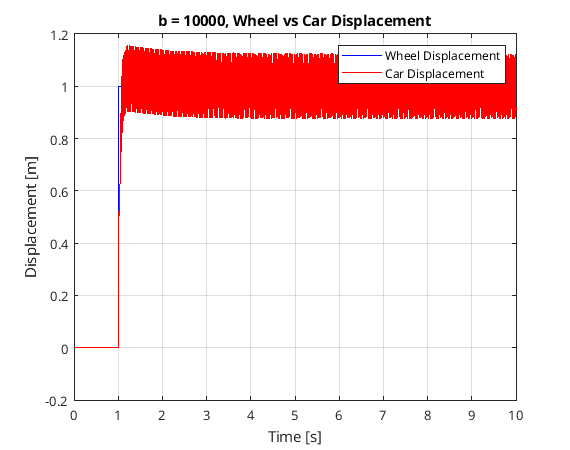 b = 10000, Wheel vs Car Displacement
1.2
1
0.8
0.6
0.4
0.2
0
-0.2
Displacement [m]
Wheel Displacement
Car Displacement
0 1 2 3 4 5 6 7 8 9 10
Time [s]